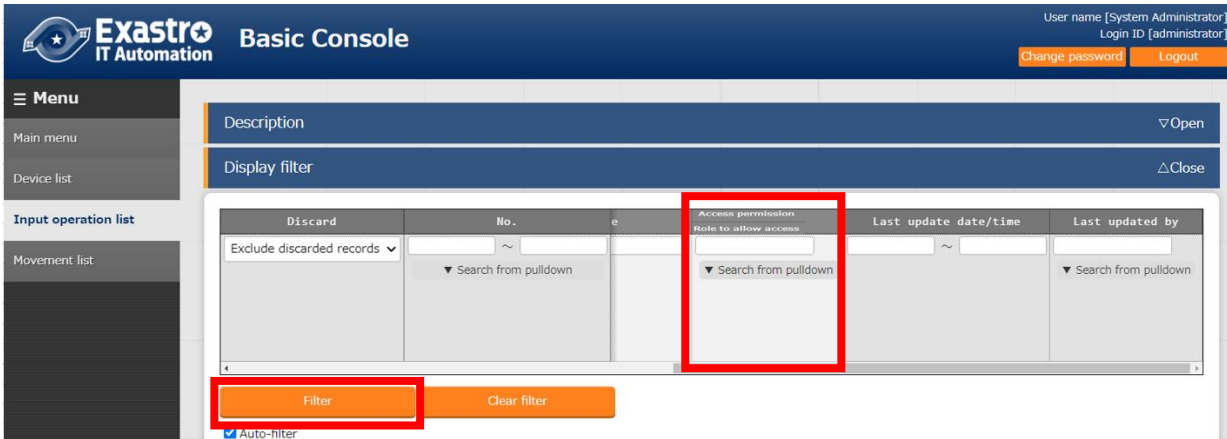 User name [System Administrator]
Login ID [administrator]
Exastro
IT Automation
Basic Console
Change password
Logout
☰ Menu
Main menu
Device list
Input operation list
Movement list
Description
▽Open
Display filter
△Close
Discard
No.
e
Access permission
Role to allow access
Last update date/time
Last updated by
Exclude discarded records
~
~
▼ Search from pulldown
▼ Search from pulldown
▼ Search from pulldown
Filter
Clear filter
Auto-filter